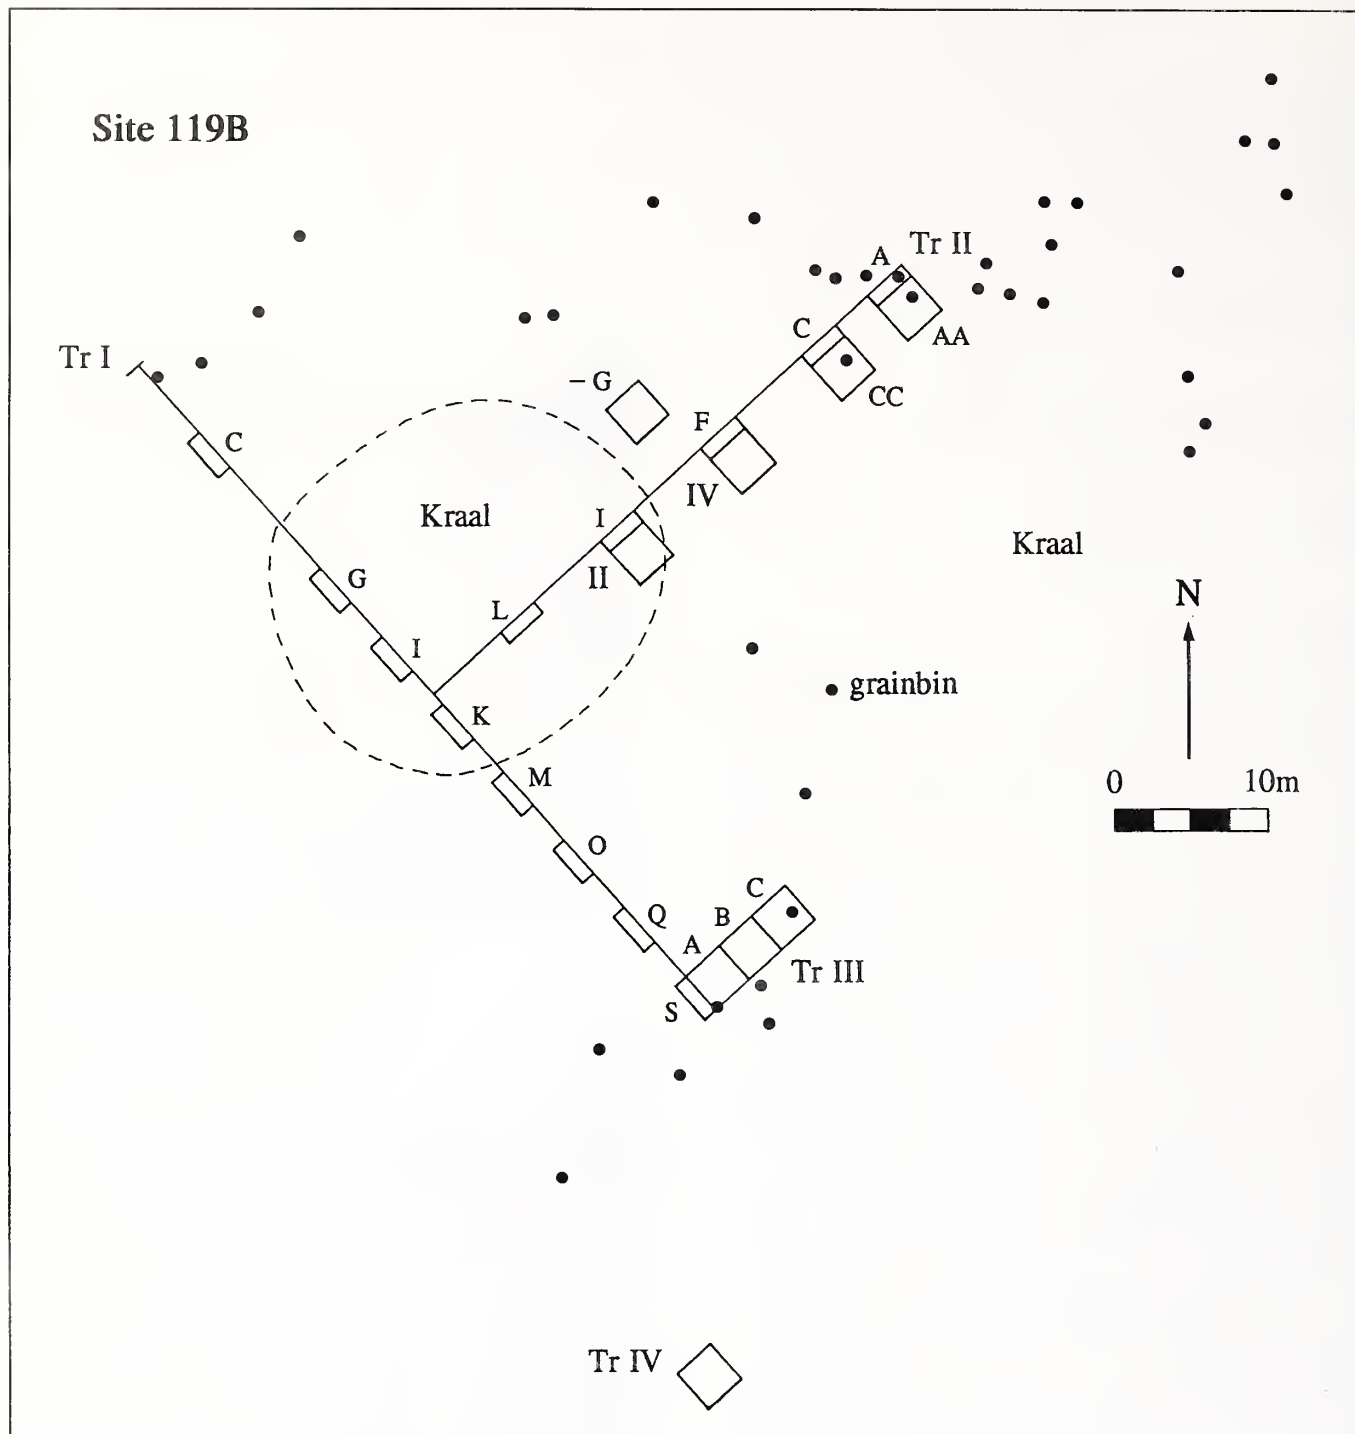 Site 119B
Tr I
C
G
I
K
M
O
Q
S
Kraal
– G
Tr II
A
AA
C
CC
F
IV
I
II
L
Kraal
grainbin
N
0 10m
C
B
A
Tr III
Tr IV